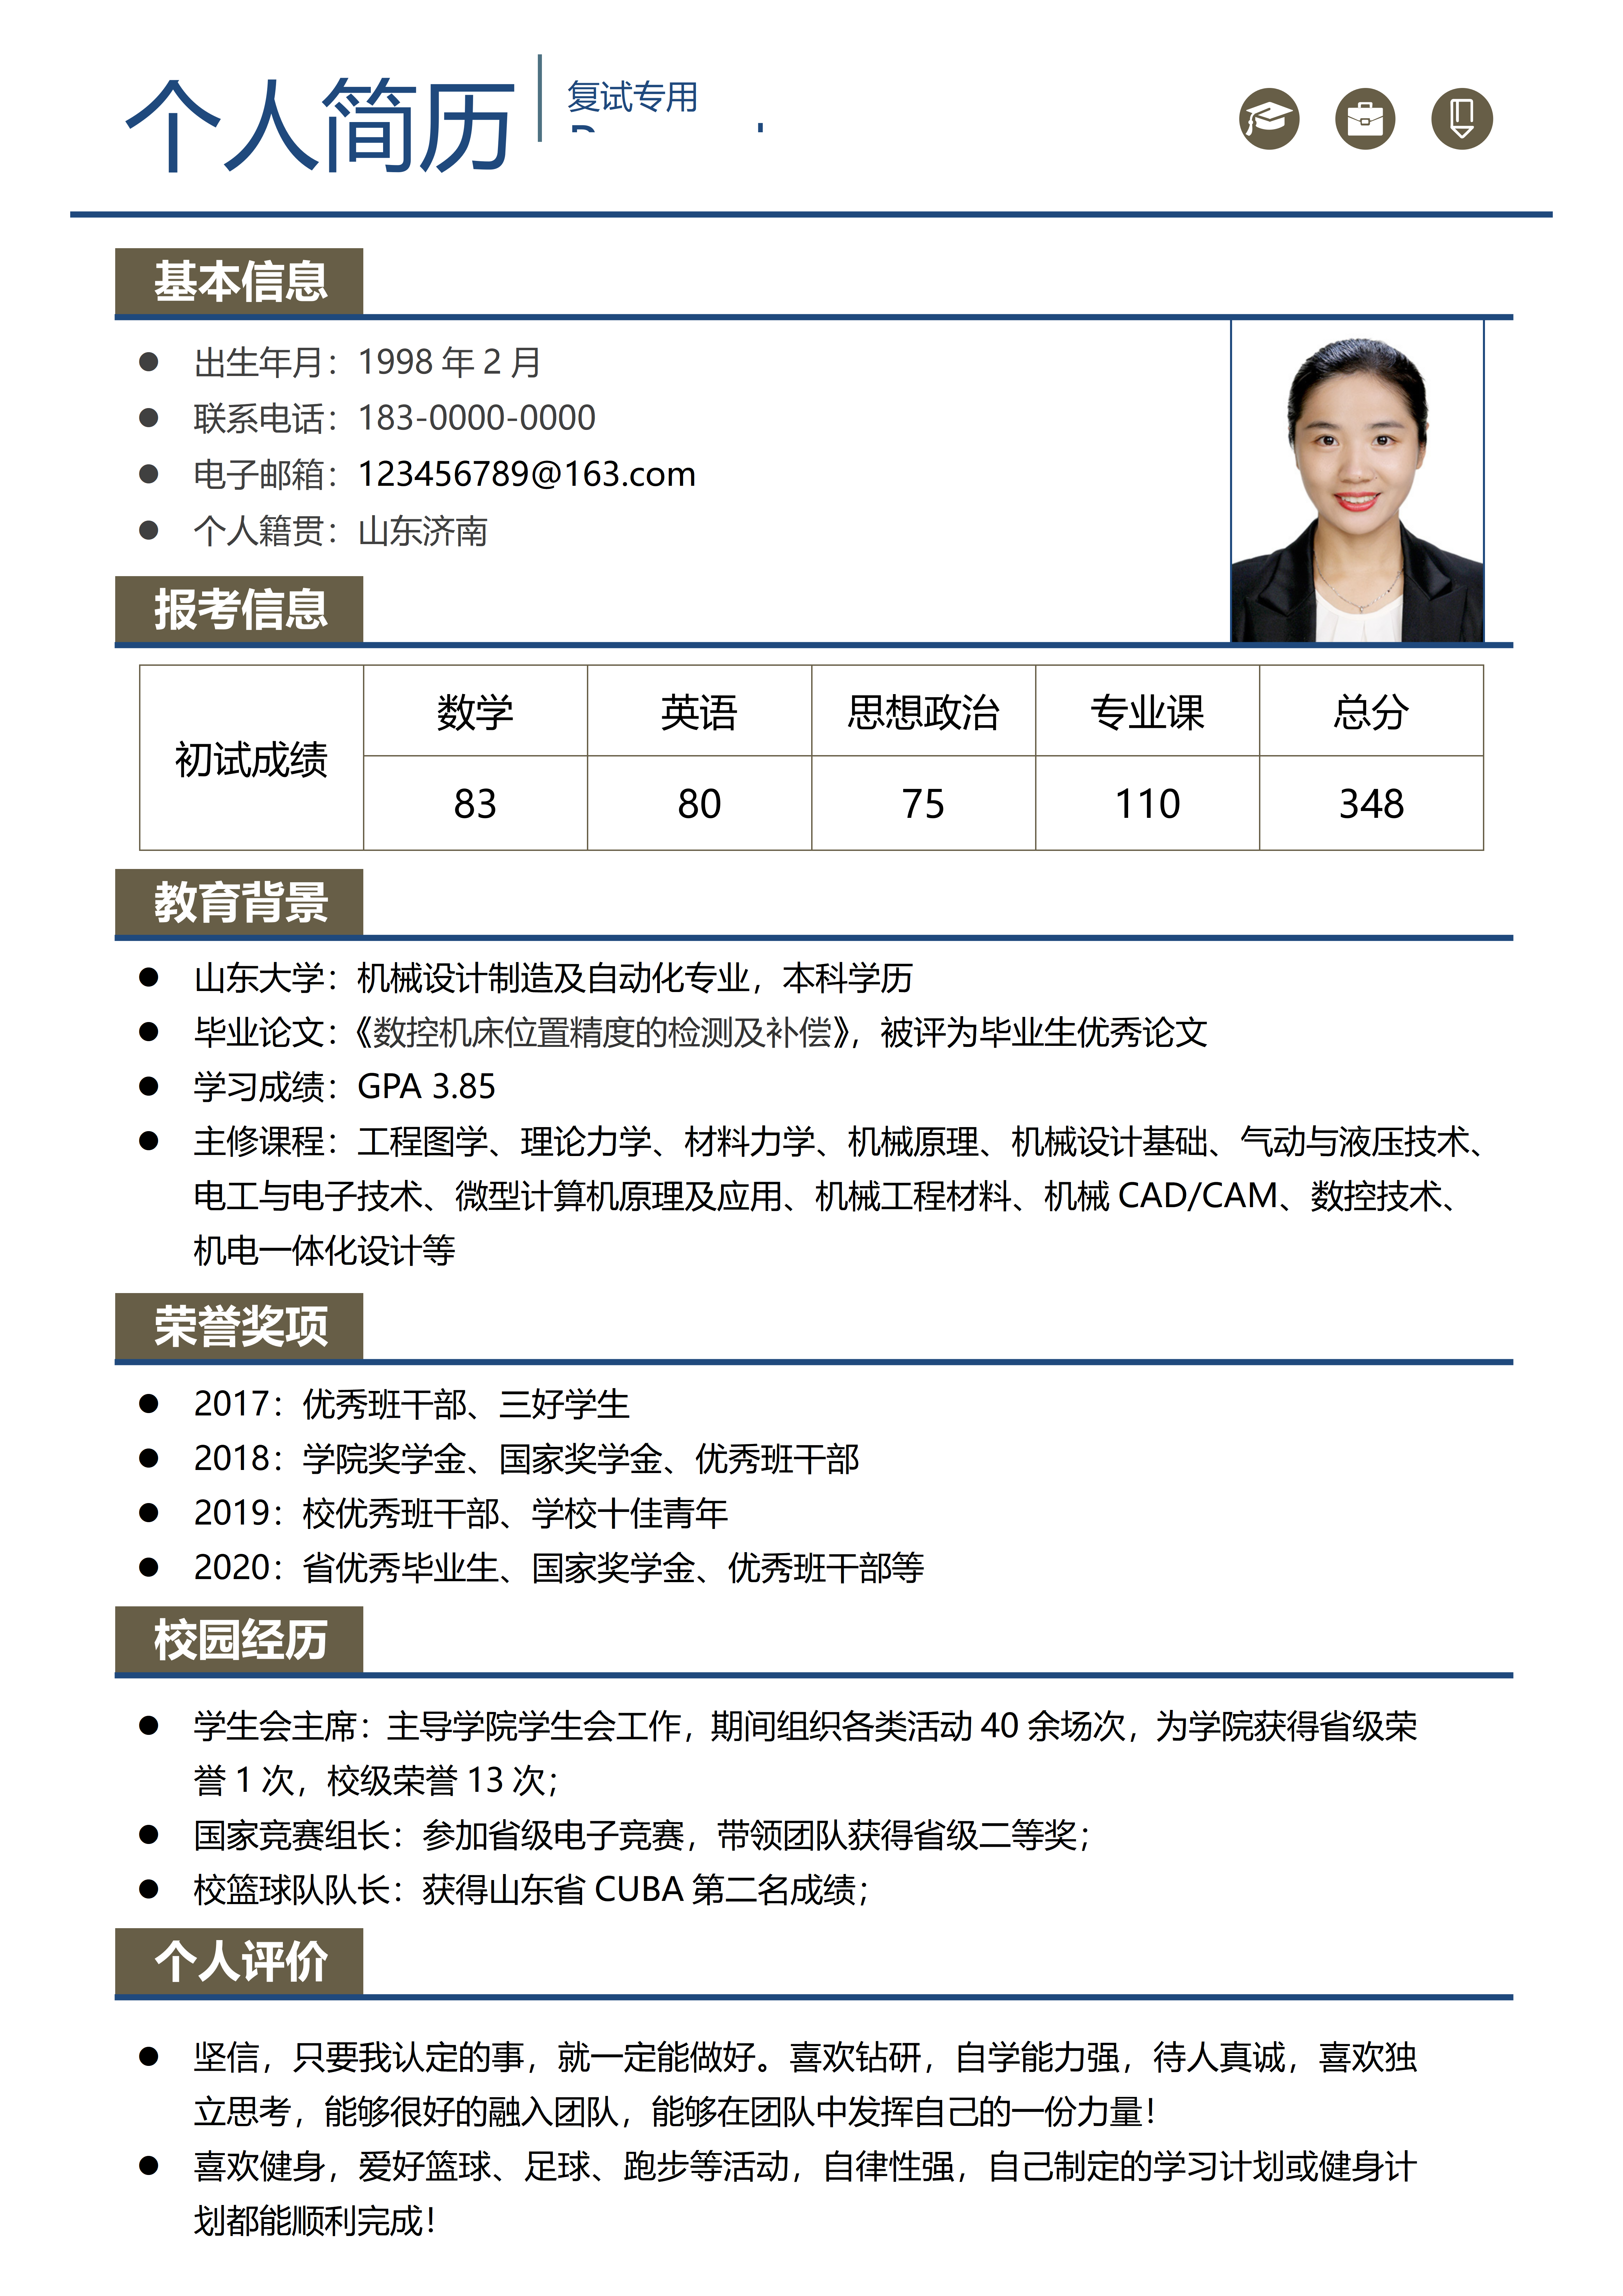 个人简历
复试专用
基本信息
出生年月：1998 年 2 月
联系电话：183-0000-0000
电子邮箱：123456789@163.com
个人籍贯：山东济南
报考信息
初试成绩 数学 英语 思想政治 专业课 总分
83 80 75 110 348
教育背景
山东大学：机械设计制造及自动化专业，本科学历
毕业论文：《数控机床位置精度的检测及补偿》，被评为毕业生优秀论文
学习成绩：GPA 3.85
主修课程：工程图学、理论力学、材料力学、机械原理、机械设计基础、气动与液压技术、
电工与电子技术、微型计算机原理及应用、机械工程材料、机械 CAD/CAM、数控技术、
机电一体化设计等
荣誉奖项
2017：优秀班干部、三好学生
2018：学院奖学金、国家奖学金、优秀班干部
2019：校优秀班干部、学校十佳青年
2020：省优秀毕业生、国家奖学金、优秀班干部等
校园经历
学生会主席：主导学院学生会工作，期间组织各类活动 40 余场次，为学院获得省级荣
誉 1 次，校级荣誉 13 次；
国家竞赛组长：参加省级电子竞赛，带领团队获得省级二等奖；
校篮球队队长：获得山东省 CUBA 第二名成绩；
个人评价
坚信，只要我认定的事，就一定能做好。喜欢钻研，自学能力强，待人真诚，喜欢独
立思考，能够很好的融入团队，能够在团队中发挥自己的一份力量！
喜欢健身，爱好篮球、足球、跑步等活动，自律性强，自己制定的学习计划或健身计
划都能顺利完成！